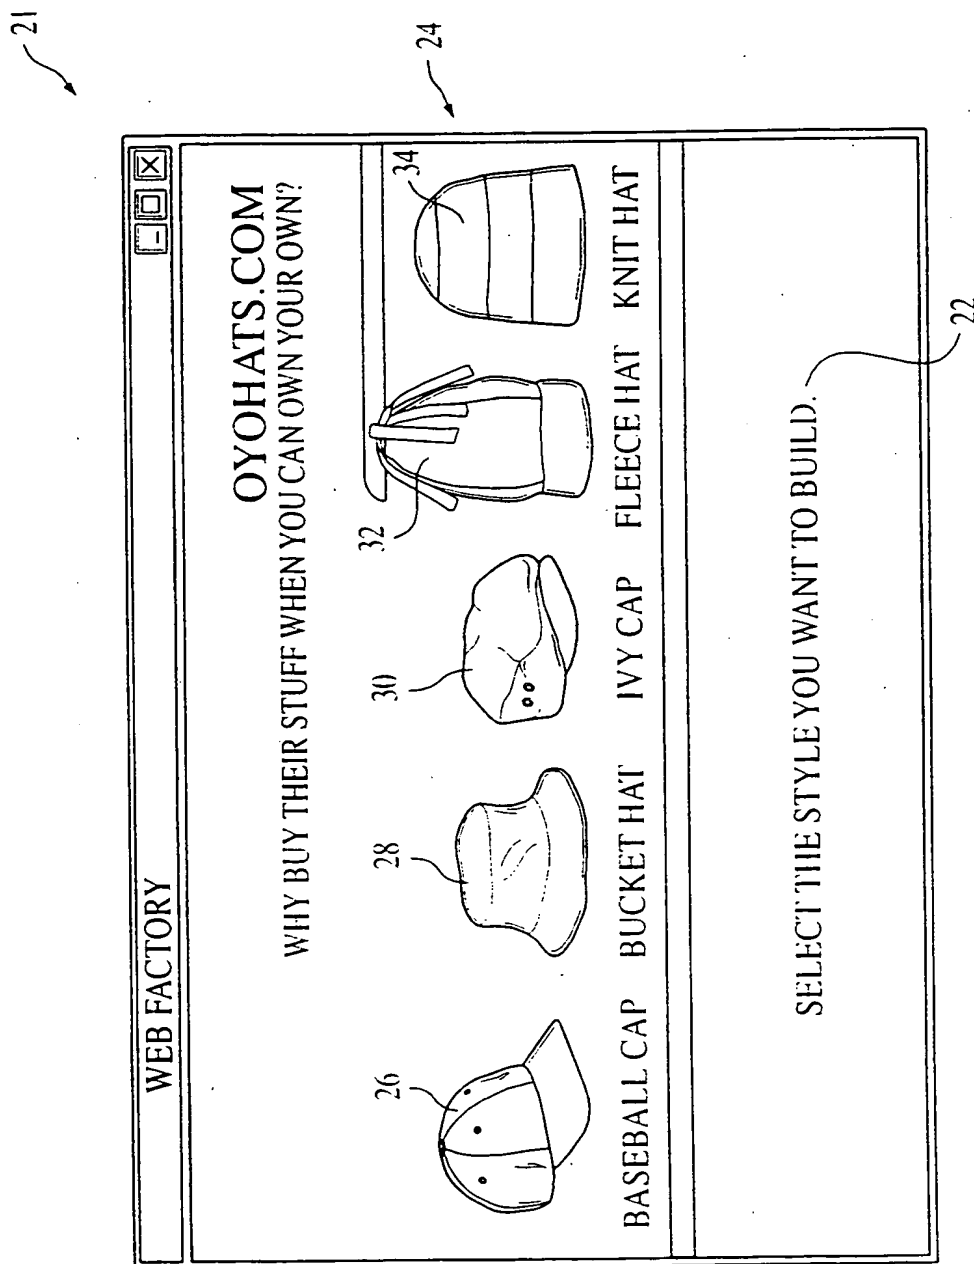 21
24
WEB FACTORY
OYOHATS.COM
WHY BUY THEIR STUFF WHEN YOU CAN OWN YOUR OWN?
26
28
30
32
34
BASEBALL CAP BUCKET HAT IVY CAP FLEECE HAT KNIT HAT
SELECT THE STYLE YOU WANT TO BUILD.
22